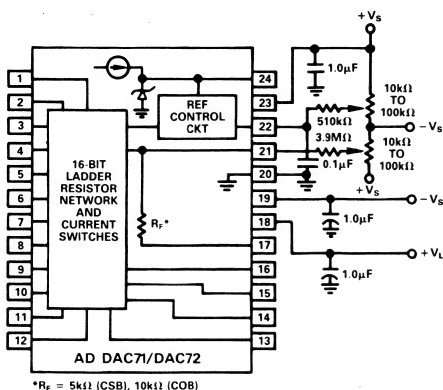 +Vs
1.0µF
1
2
3
4
5
6
7
8
9
10
11
12
24
23
22
21
20
19
18
17
16
15
14
13
REF
CONTROL
CKT
16-BIT
LADDER
RESISTOR
NETWORK
AND
CURRENT
SWITCHES
RF*
510kΩ
3.9MΩ
0.1µF
10kΩ
TO
100kΩ
-Vs
10kΩ
TO
100kΩ
+Vs
-Vs
1.0µF
+VL
1.0µF
AD DAC71/DAC72
*RF = 5kΩ (CSB), 10kΩ (COB)